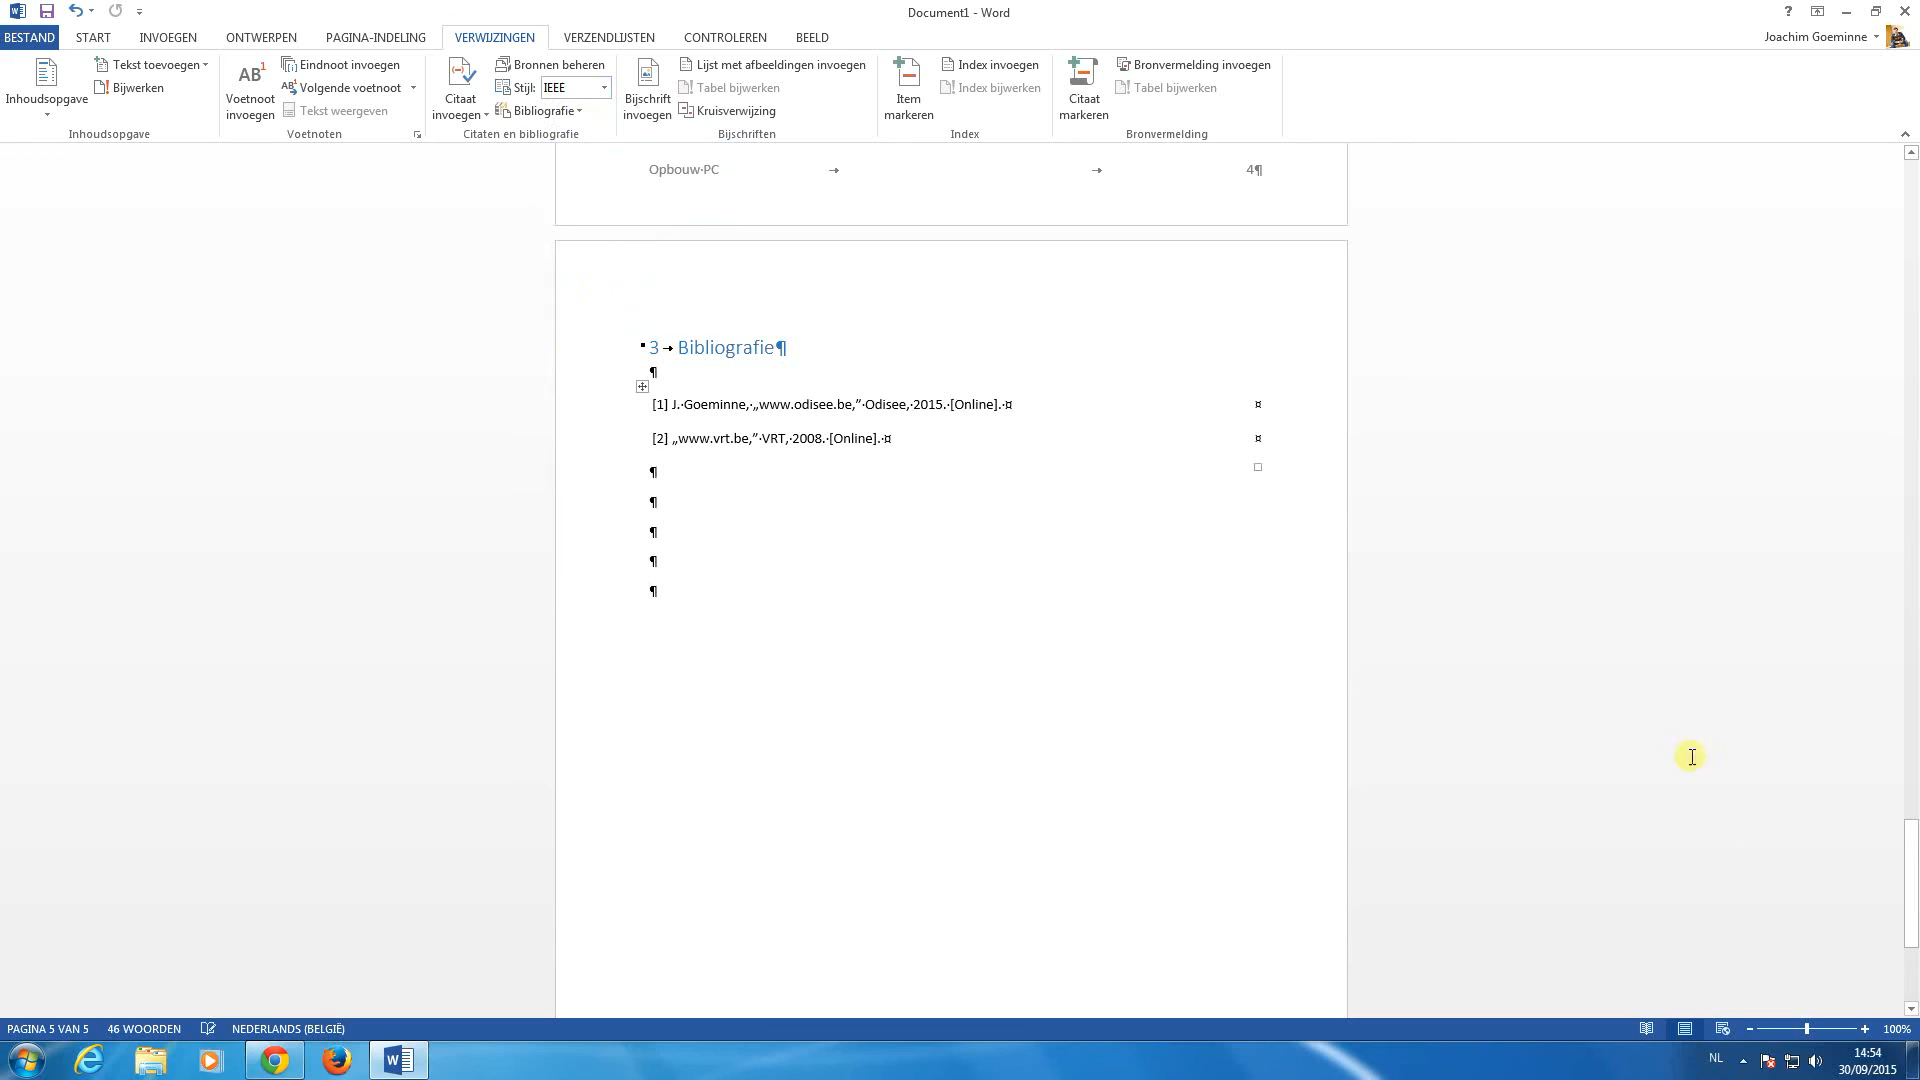 Document1 - Word
?
BESTAND START INVOEGEN ONTWERPEN PAGINA-INDELING VERWIJZINGEN VERZENDLIJSTEN CONTROLEREN BEELD
Joachim Goeminne
Inhoudsopgave
Tekst toevoegen
Bijwerken
Inhoudsopgave
AB1
Voetnoot
invoegen
Eindnoot invoegen
AB1 Volgende voetnoot
Tekst weergeven
Voetnoten
Citaat
invoegen
Bronnen beheren
Stijl: IEEE
Bibliografie
Citaten en bibliografie
Bijschrift
invoegen
Lijst met afbeeldingen invoegen
Tabel bijwerken
Kruisverwijzing
Bijschriften
Item
markeren
Index invoegen
Index bijwerken
Index
Citaat
markeren
Bronvermelding invoegen
Tabel bijwerken
Bronvermelding
Opbouw·PC → → 4¶
3→Bibliografie¶
¶
[1] J.·Goeminne,·„www.odisee.be,”·Odisee,·2015.·[Online].·¤ ¤
[2] „www.vrt.be,”·VRT,·2008.·[Online].·¤ ¤
¶
¶
¶
¶
¶
PAGINA 5 VAN 5 46 WOORDEN NEDERLANDS (BELGIË) 100%
NL
14:54
30/09/2015